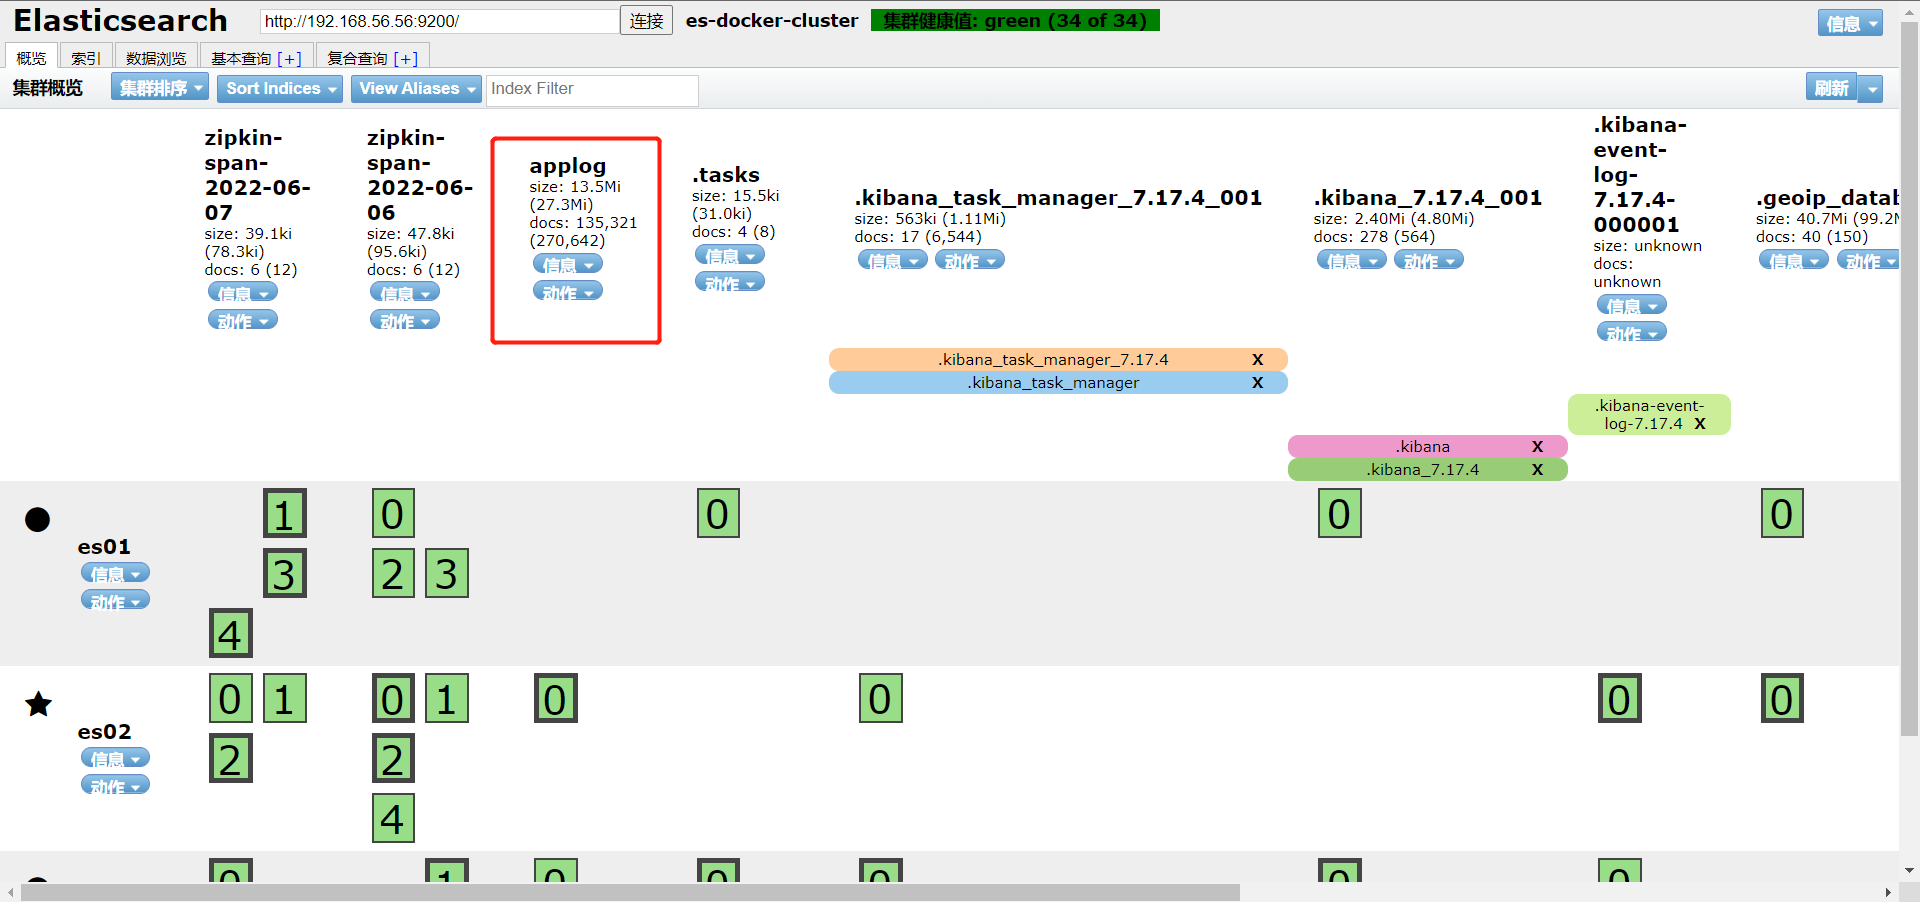 Elasticsearch
http://192.168.56.56:9200/
连接
es-docker-cluster
集群健康值: green (34 of 34)
信息
概览
索引
数据浏览
基本查询 [+]
复合查询 [+]
集群概览
集群排序
Sort Indices
View Aliases
Index Filter
刷新
zipkin-
span-
2022-06-
07
size: 39.1ki
(78.3ki)
docs: 6 (12)
信息
动作
zipkin-
span-
2022-06-
06
size: 47.8ki
(95.6ki)
docs: 6 (12)
信息
动作
applog
size: 13.5Mi
(27.3Mi)
docs: 135,321
(270,642)
信息
动作
.tasks
size: 15.5ki
(31.0ki)
docs: 4 (8)
信息
动作
.kibana_task_manager_7.17.4_001
size: 563ki (1.11Mi)
docs: 17 (6,544)
信息 动作
.kibana_7.17.4_001
size: 2.40Mi (4.80Mi)
docs: 278 (564)
信息 动作
.kibana-
event-
log-
7.17.4-
000001
size: unknown
docs:
unknown
信息
动作
.geoip_datab
size: 40.7Mi (99.2M
docs: 40 (150)
信息 动作
.kibana_task_manager_7.17.4 X
.kibana_task_manager X
.kibana-event-
log-7.17.4 X
.kibana X
.kibana_7.17.4 X
es01
信息
动作
1 0 0 0 0
3 2 3
4
es02
信息
动作
0 1 0 1 0 0 0 0
2 2
4
0 1 0 0 0 0 0